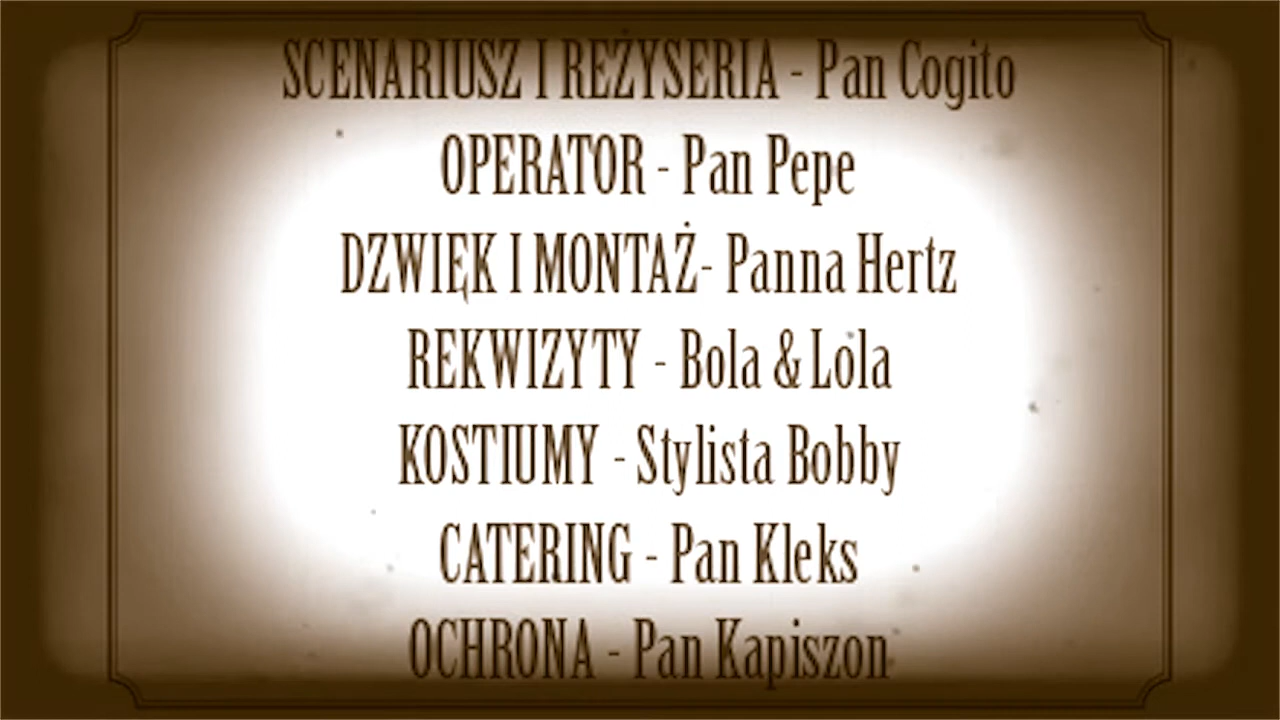 SCENARIUSZ I REŻYSERIA - Pan Cogito
OPERATOR - Pan Pepe
DZWIĘK I MONTAŻ- Panna Hertz
REKWIZYTY - Bola & Lola
KOSTIUMY - Stylista Bobby
CATERING - Pan Kleks
OCHRONA - Pan Kapiszon